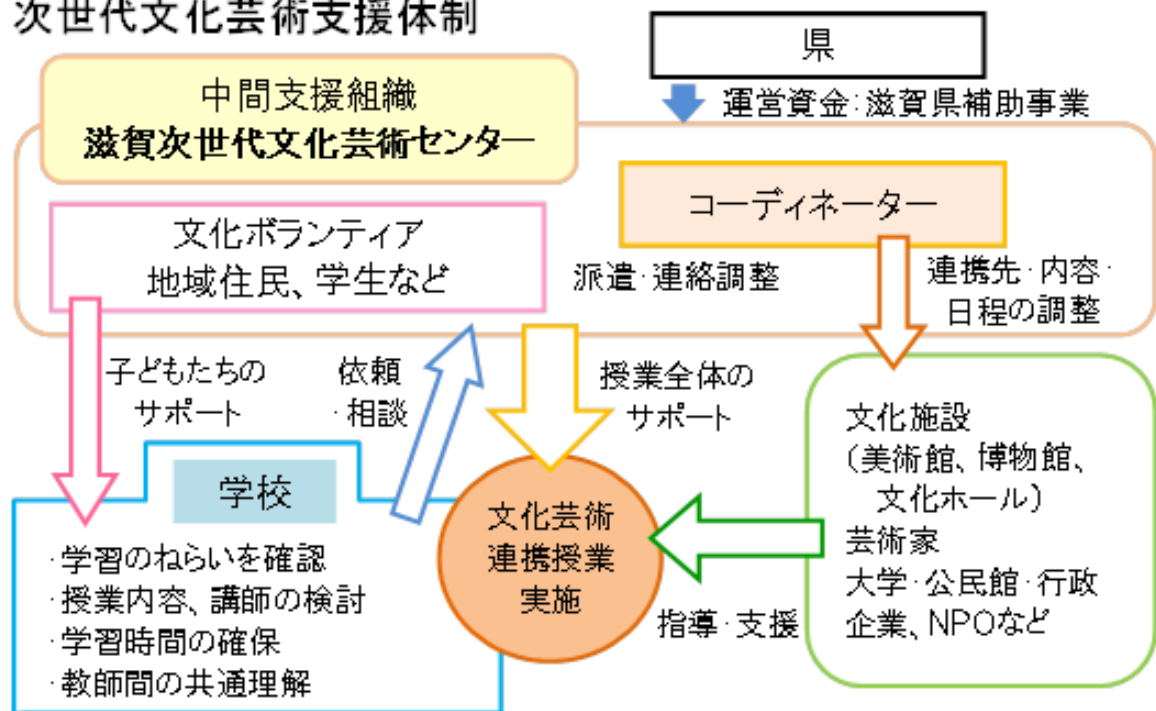 次世代文化芸術支援体制
県
運営資金:滋賀県補助事業
中間支援組織
滋賀次世代文化芸術センター
コーディネーター
文化ボランティア
地域住民、学生など
派遣・連絡調整
連携先・内容・
日程の調整
子どもたちの
サポート
依頼
・相談
授業全体の
サポート
学校
・学習のねらいを確認
・授業内容、講師の検討
・学習時間の確保
・教師間の共通理解
文化芸術
連携授業
実施
指導・支援
文化施設
(美術館、博物館、
文化ホール)
芸術家
大学・公民館・行政
企業、NPOなど